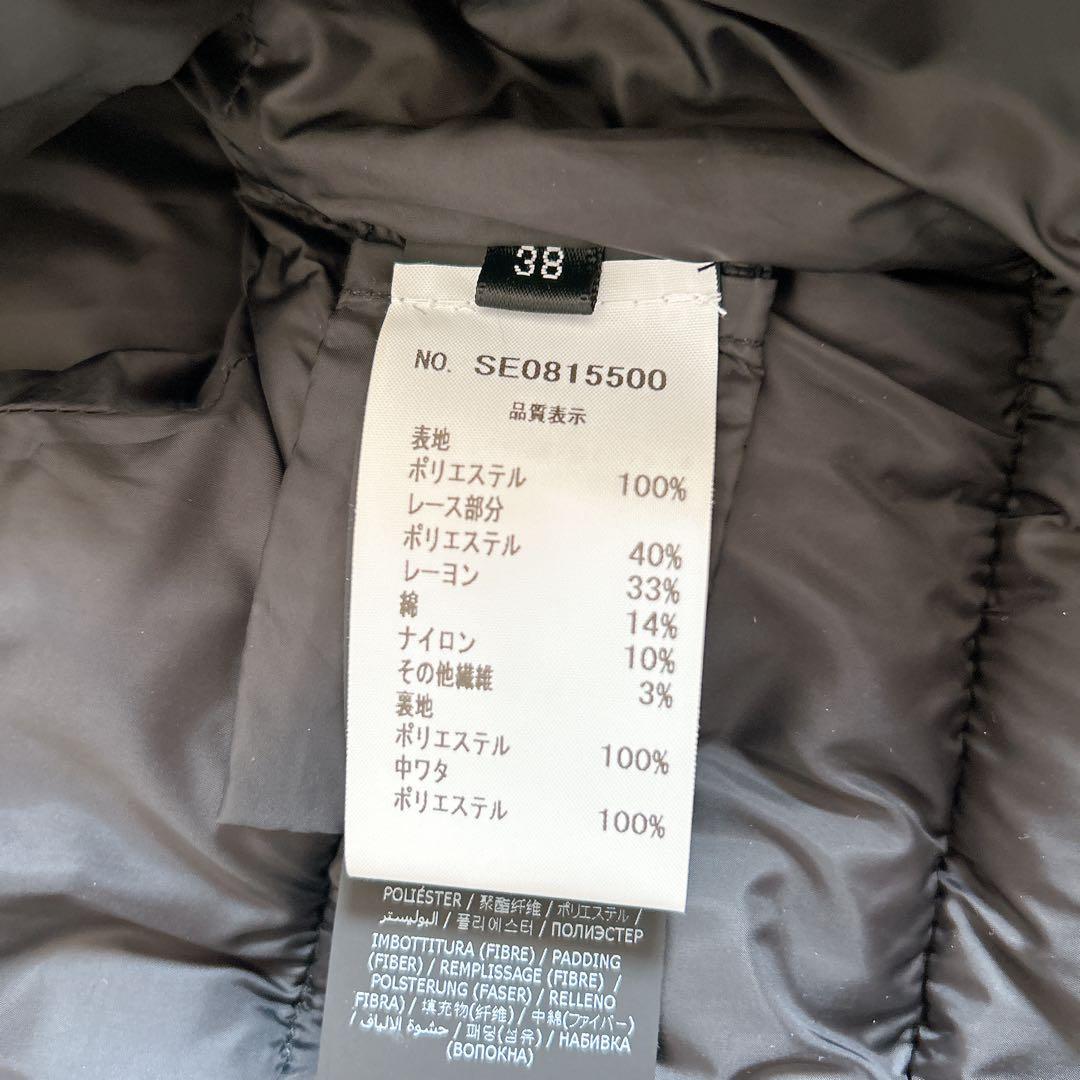 38
NO. SE0815500
品質表示
表地
ポリエステル 100%
レース部分
ポリエステル 40%
レーヨン 33%
綿 14%
ナイロン 10%
その他繊維 3%
裏地
ポリエステル 100%
中ワタ
ポリエステル 100%
POLIÉSTER / 聚酯纤维 / ポリエステル /
البوليستر / 폴리에스터 / ПОЛИЭСТЕР
IMBOTTITURA (FIBRE) / PADDING
(FIBER) / REMPLISSAGE (FIBRE) /
POLSTERUNG (FASER) / RELLENO
FIBRA) / 填充物(纤维) / 中綿(ファイバー)
/ حشوة الألياف / 패딩(섬유) / НАБИВКА
(ВОПОКНА)